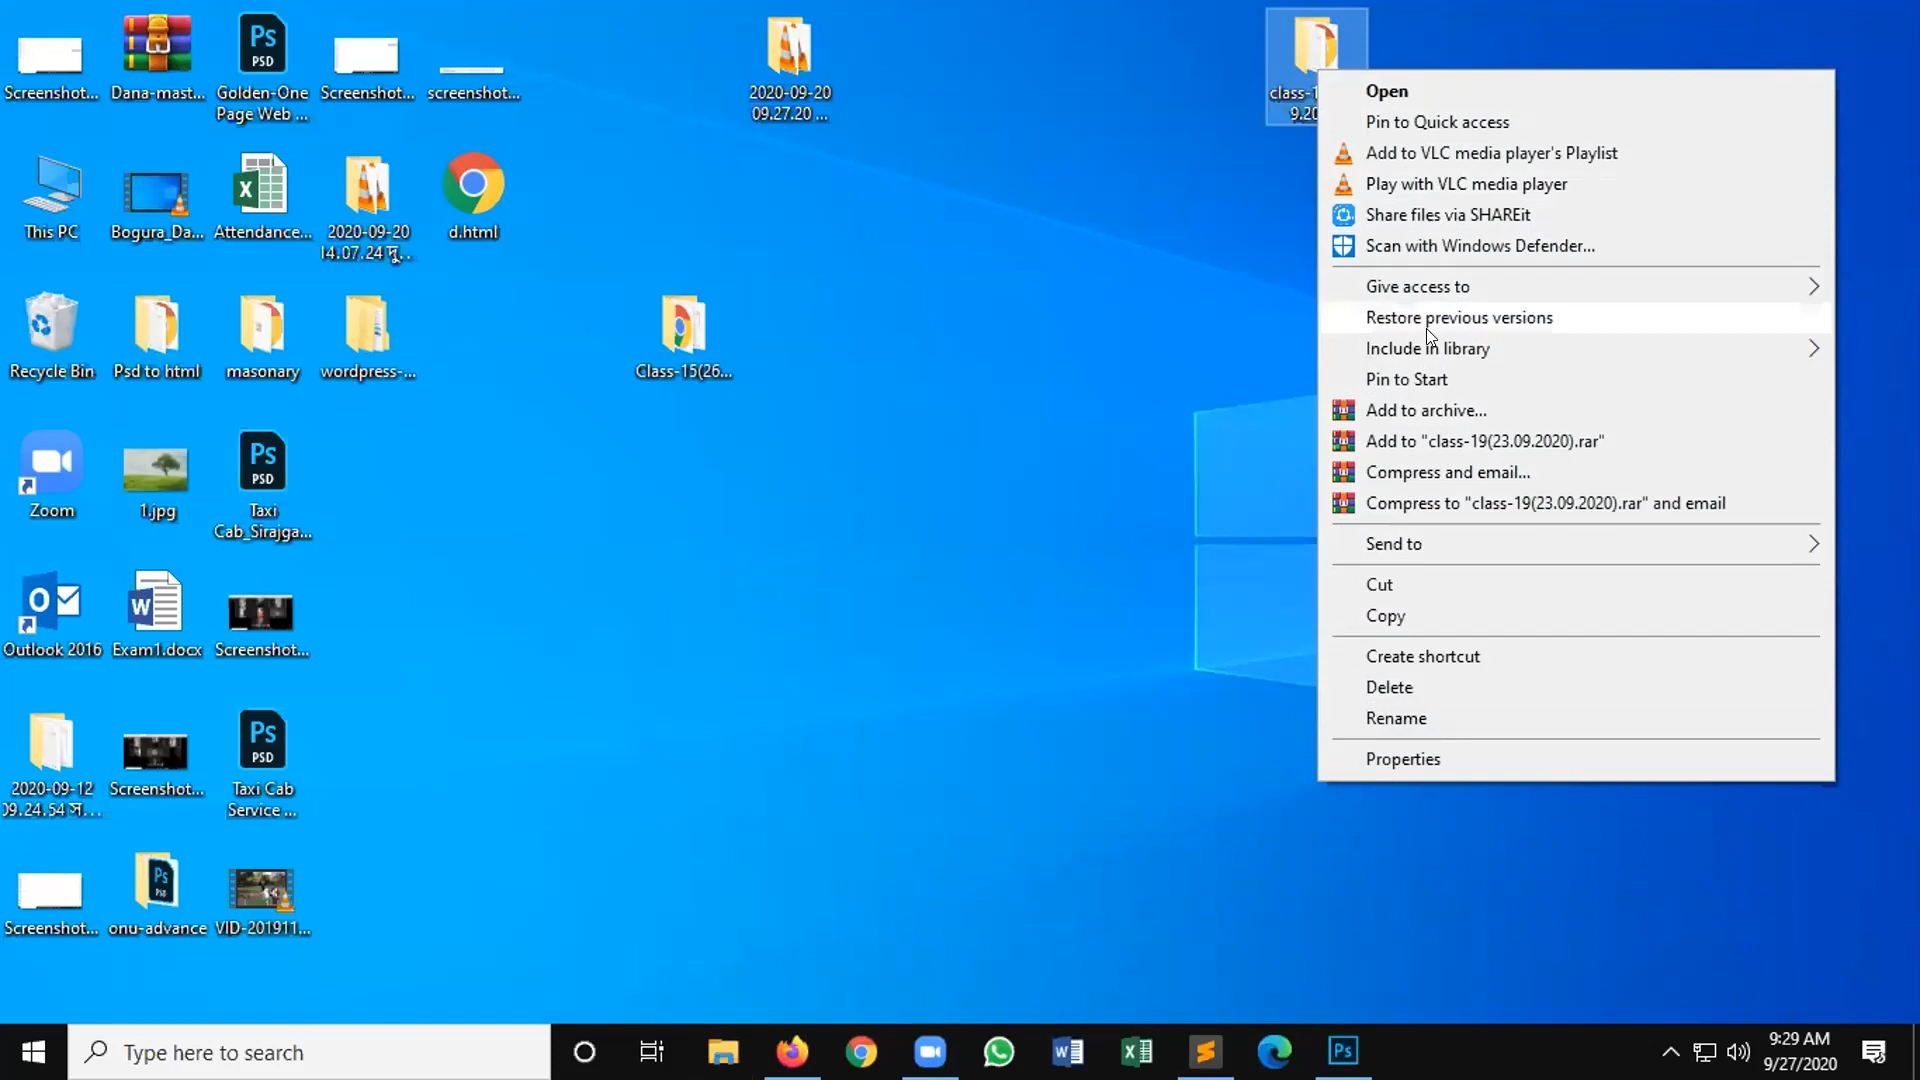 Screenshot...
Dana-mast...
Golden-One
Page Web ...
Screenshot...
screenshot...
2020-09-20
09.27.20 ...
class-1
9.20
This PC
Bogura_Da...
Attendance...
2020-09-20
d.html
Recycle Bin
Psd to html
masonary
wordpress-...
Class-15(26...
Zoom
1.jpg
Taxi
Cab_Sirajga...
Outlook 2016
Exam1.docx
Screenshot...
2020-09-12
09.24.54 স...
Screenshot...
Taxi Cab
Service ...
Screenshot...
onu-advance
VID-201911...
Open
Pin to Quick access
Add to VLC media player's Playlist
Play with VLC media player
Share files via SHAREit
Scan with Windows Defender...
Give access to
Restore previous versions
Include in library
Pin to Start
Add to archive...
Add to "class-19(23.09.2020).rar"
Compress and email...
Compress to "class-19(23.09.2020).rar" and email
Send to
Cut
Copy
Create shortcut
Delete
Rename
Properties
Type here to search
9:29 AM
9/27/2020